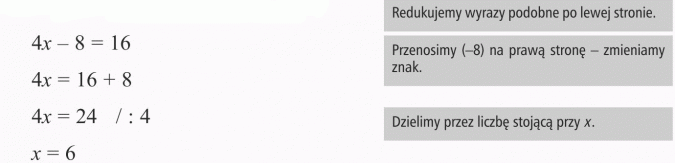 Redukujemy wyrazy podobne po lewej stronie.
4x – 8 = 16
Przenosimy (–8) na prawą stronę – zmieniamy
znak.
4x = 16 + 8
4x = 24 / : 4
Dzielimy przez liczbę stojącą przy x.
x = 6